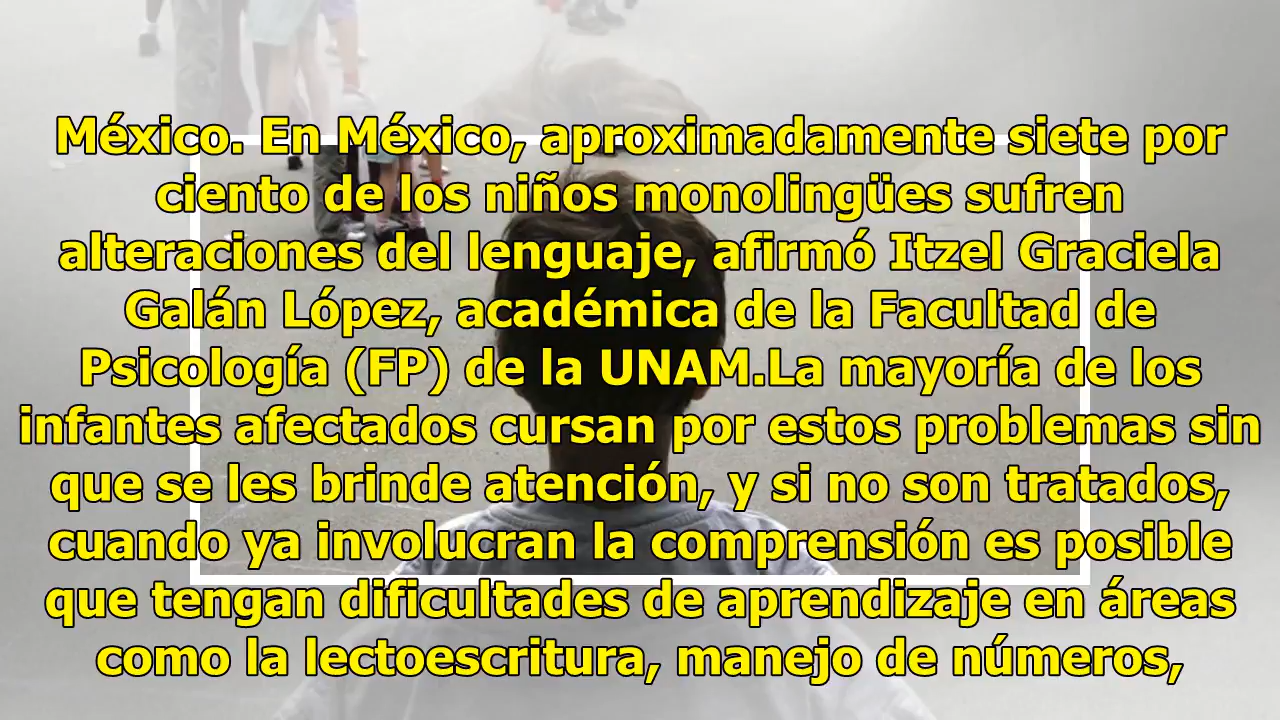 México. En México, aproximadamente siete por
ciento de los niños monolingües sufren
alteraciones del lenguaje, afirmó Itzel Graciela
Galán López, académica de la Facultad de
Psicología (FP) de la UNAM.La mayoría de los
infantes afectados cursan por estos problemas sin
que se les brinde atención, y si no son tratados,
cuando ya involucran la comprensión es posible
que tengan dificultades de aprendizaje en áreas
como la lectoescritura, manejo de números,